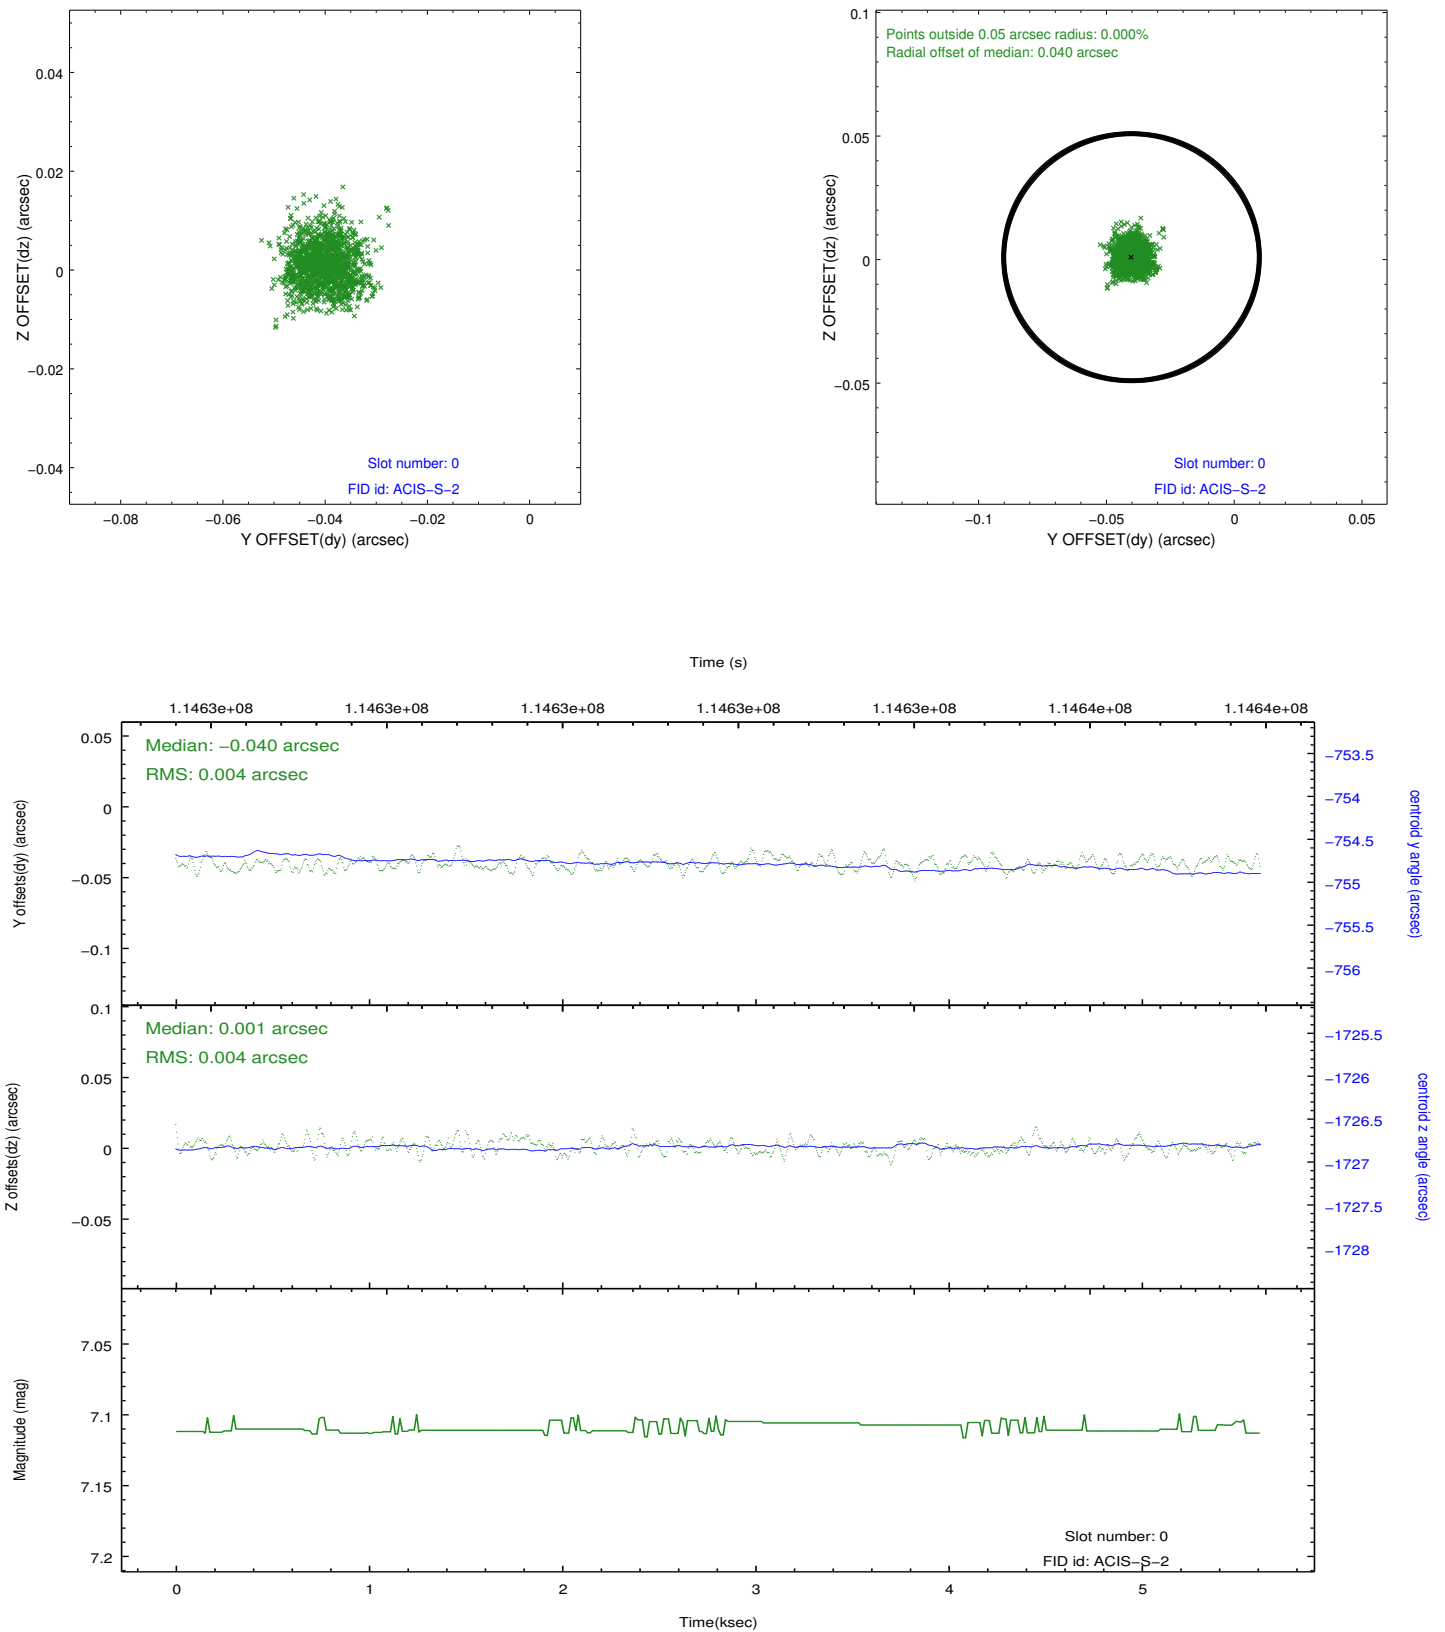 0.04
0.02
0
−0.02
−0.04
Z OFFSET(dz) (arcsec)
Slot number: 0
FID id: ACIS−S−2
−0.08 −0.06 −0.04 −0.02 0
Y OFFSET(dy) (arcsec)
0.1
0.05
0
−0.05
Z OFFSET(dz) (arcsec)
Points outside 0.05 arcsec radius: 0.000%
Radial offset of median: 0.040 arcsec
Slot number: 0
FID id: ACIS−S−2
−0.1 −0.05 0 0.05
Y OFFSET(dy) (arcsec)
Time (s)
1.1463e+08 1.1463e+08 1.1463e+08 1.1463e+08 1.1463e+08 1.1464e+08 1.1464e+08
0.05
0
−0.05
−0.1
Y offsets(dy) (arcsec)
Median: −0.040 arcsec
RMS: 0.004 arcsec
−753.5
−754
−754.5
−755
−755.5
−756
centroid y angle (arcsec)
0.1
0.05
0
−0.05
Z offsets(dz) (arcsec)
Median: 0.001 arcsec
RMS: 0.004 arcsec
−1725.5
−1726
−1726.5
−1727
−1727.5
−1728
centroid z angle (arcsec)
7.05
7.1
7.15
7.2
Magnitude (mag)
Slot number: 0
FID id: ACIS−S−2
0 1 2 3 4 5
Time(ksec)